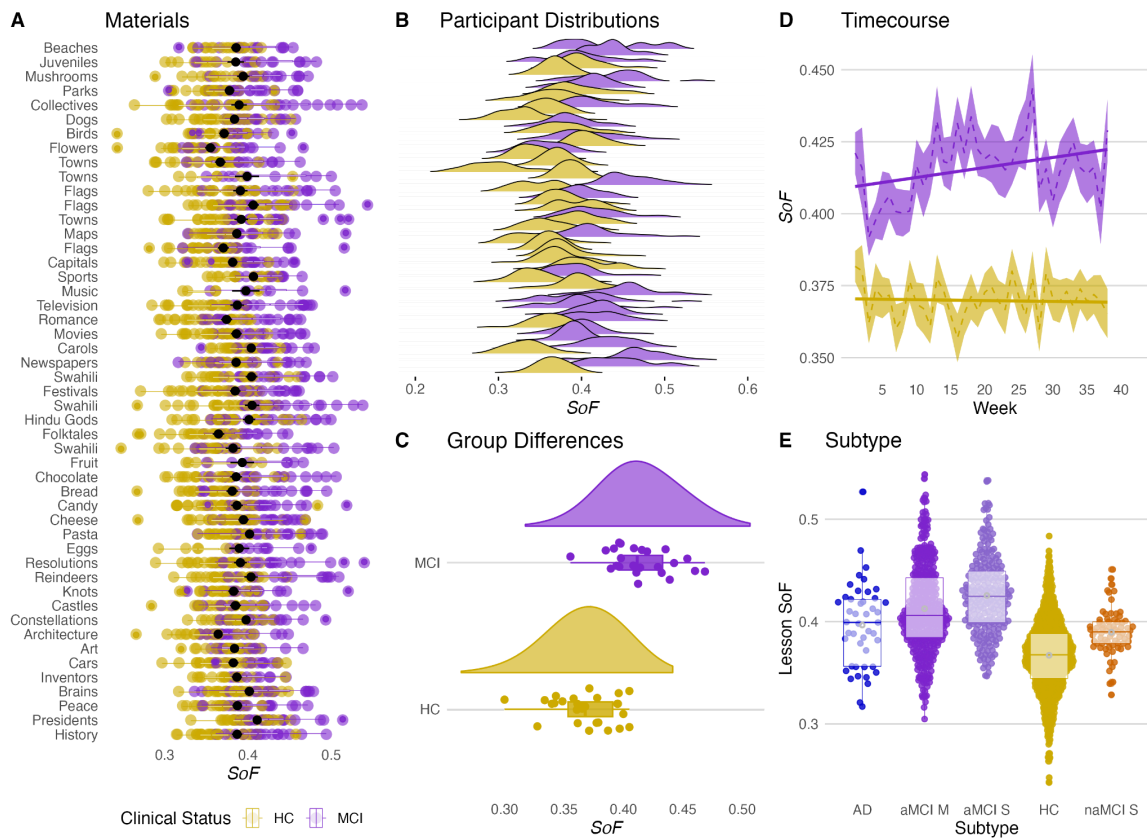 A Materials
Beaches
Juveniles
Mushrooms
Parks
Collectives
Dogs
Birds
Flowers
Towns
Towns
Flags
Flags
Towns
Maps
Flags
Capitals
Sports
Music
Television
Romance
Movies
Carols
Newspapers
Swahili
Festivals
Swahili
Hindu Gods
Folktales
Swahili
Fruit
Chocolate
Bread
Candy
Cheese
Pasta
Eggs
Resolutions
Reindeers
Knots
Castles
Constellations
Architecture
Art
Cars
Inventors
Brains
Peace
Presidents
History
0.3 0.4 0.5
SoF
Clinical Status HC MCI
B Participant Distributions
0.2 0.3 0.4 0.5 0.6
SoF
C Group Differences
MCI
HC
0.30 0.35 0.40 0.45 0.50
SoF
D Timecourse
0.450
0.425
0.400
0.375
0.350
SoF
5 10 15 20 25 30 35 40
Week
E Subtype
0.5
0.4
0.3
Lesson SoF
AD aMCI M aMCI S HC naMCI S
Subtype